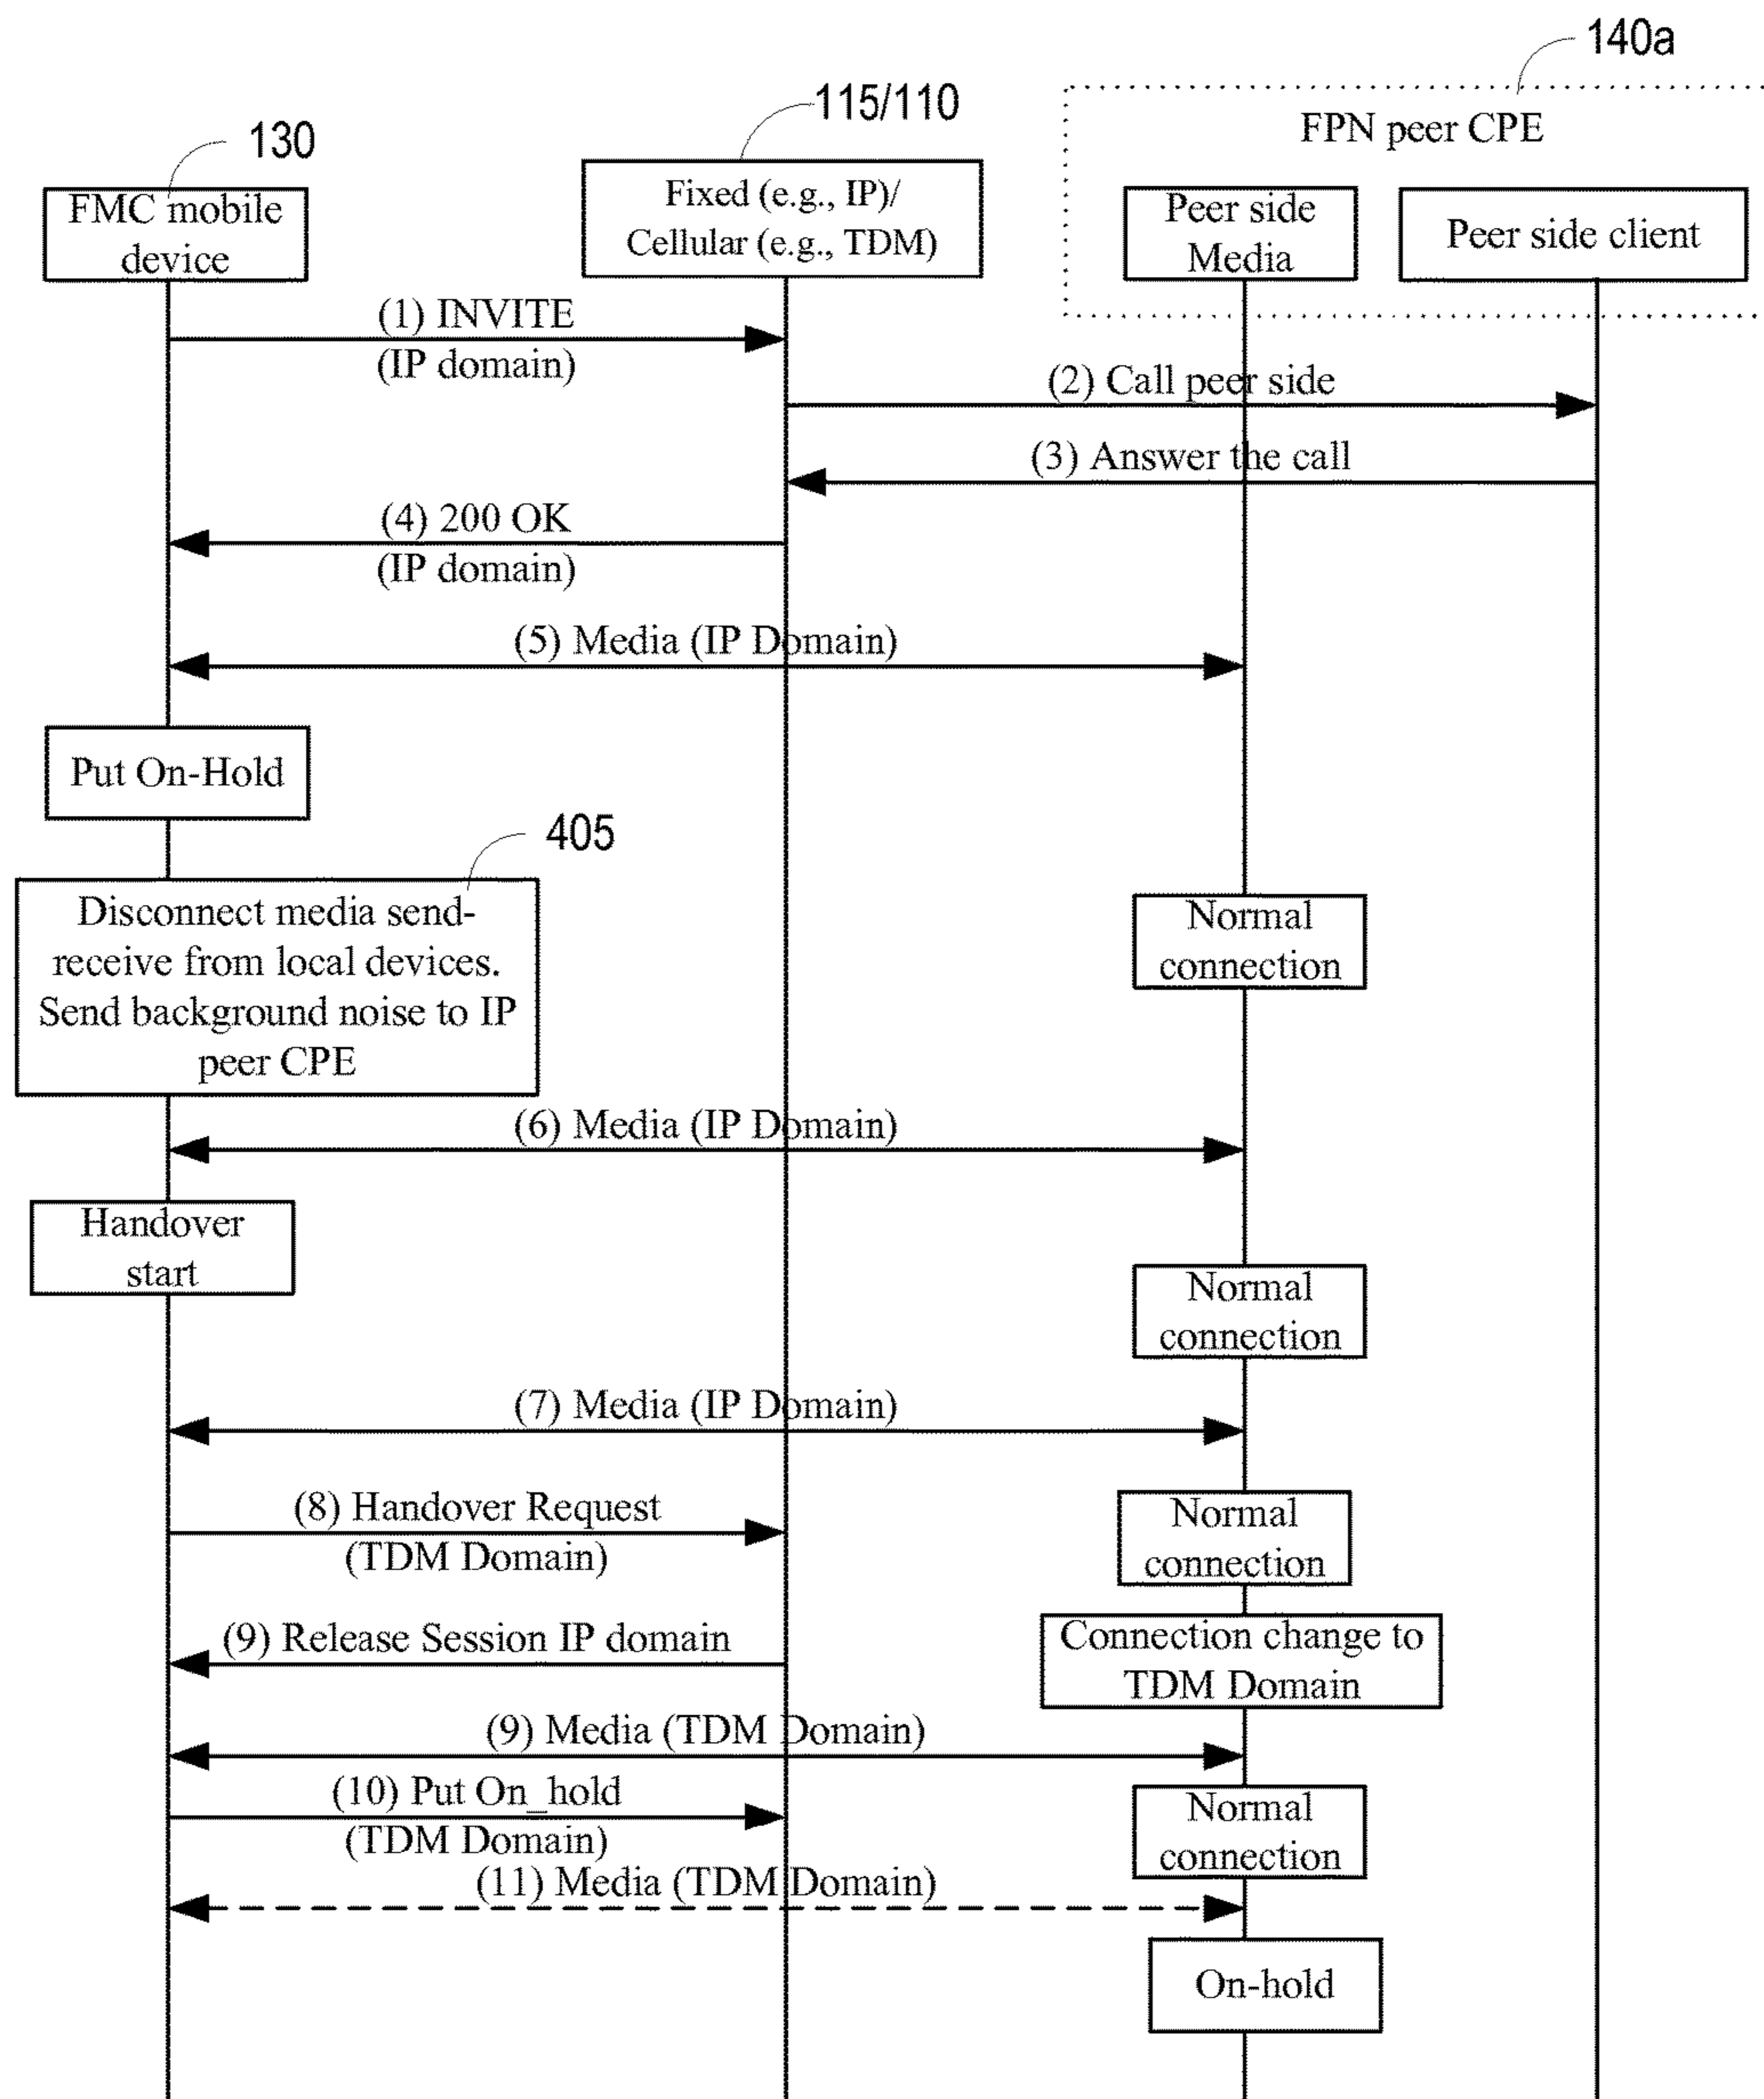 140a
115/110
FPN peer CPE
130
Fixed (e.g., IP)/
Cellular (e.g., TDM)
FMC mobile
device
Peer side
Media
Peer side client
(1) INVITE
(IP domain)
(2) Call peer side
(3) Answer the call
(4) 200 OK
(IP domain)
(5) Media (IP Domain)
Put On-Hold
405
Disconnect media send-
receive from local devices.
Send background noise to IP
peer CPE
Normal
connection
(6) Media (IP Domain)
Handover
start
Normal
connection
(7) Media (IP Domain)
(8) Handover Request
(TDM Domain)
Normal
connection
(9) Release Session IP domain
Connection change to
TDM Domain
(9) Media (TDM Domain)
(10) Put On_hold
(TDM Domain)
Normal
connection
(11) Media (TDM Domain)
On-hold